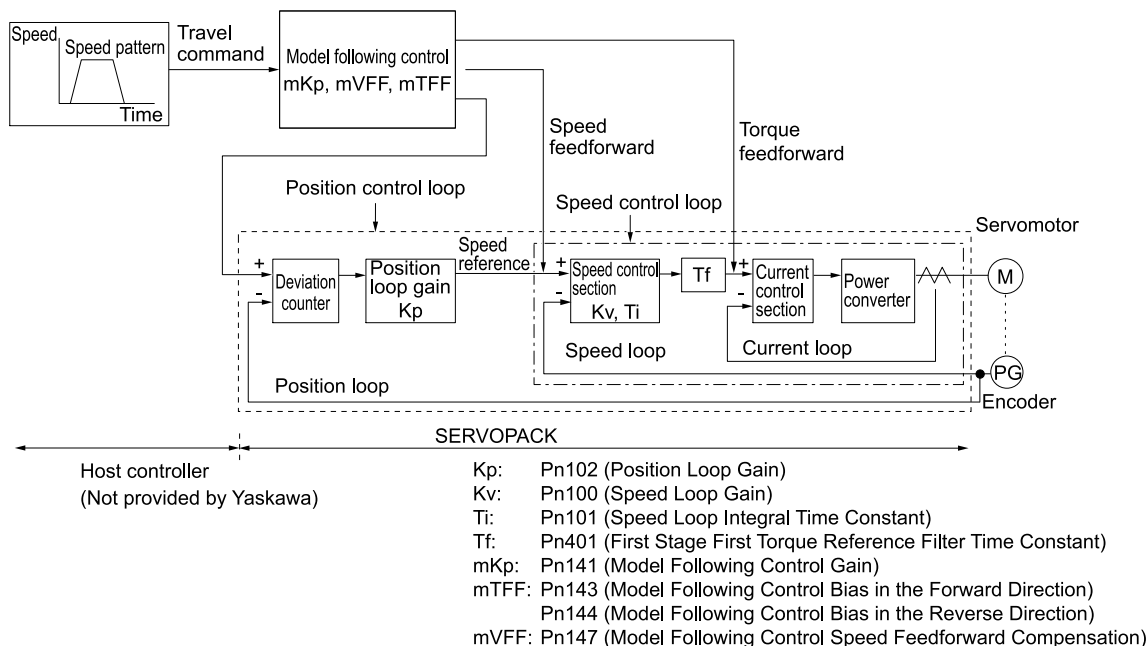 Speed
Speed pattern
Time
Travel
command
Model following control
mKp, mVFF, mTFF
Speed
feedforward
Torque
feedforward
Position control loop
Speed control loop
Servomotor
Speed
reference
+
-
Deviation
counter
Position
loop gain
Kp
+
-
Speed control
section
Kv, Ti
Tf
+
-
Current
control
section
Power
converter
M
Speed loop
Current loop
PG
Position loop
Encoder
SERVOPACK
Host controller
(Not provided by Yaskawa)
Kp: Pn102 (Position Loop Gain)
Kv: Pn100 (Speed Loop Gain)
Ti: Pn101 (Speed Loop Integral Time Constant)
Tf: Pn401 (First Stage First Torque Reference Filter Time Constant)
mKp: Pn141 (Model Following Control Gain)
mTFF: Pn143 (Model Following Control Bias in the Forward Direction)
Pn144 (Model Following Control Bias in the Reverse Direction)
mVFF: Pn147 (Model Following Control Speed Feedforward Compensation)